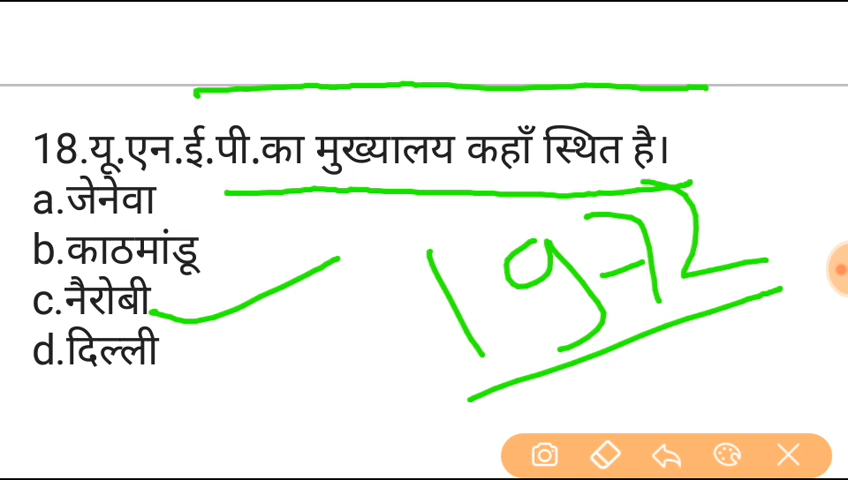 18.यू.एन.ई.पी.का मुख्यालय कहाँ स्थित है।
a.जेनेवा
b.काठमांडू
c.नैरोबी
d.दिल्ली
1972